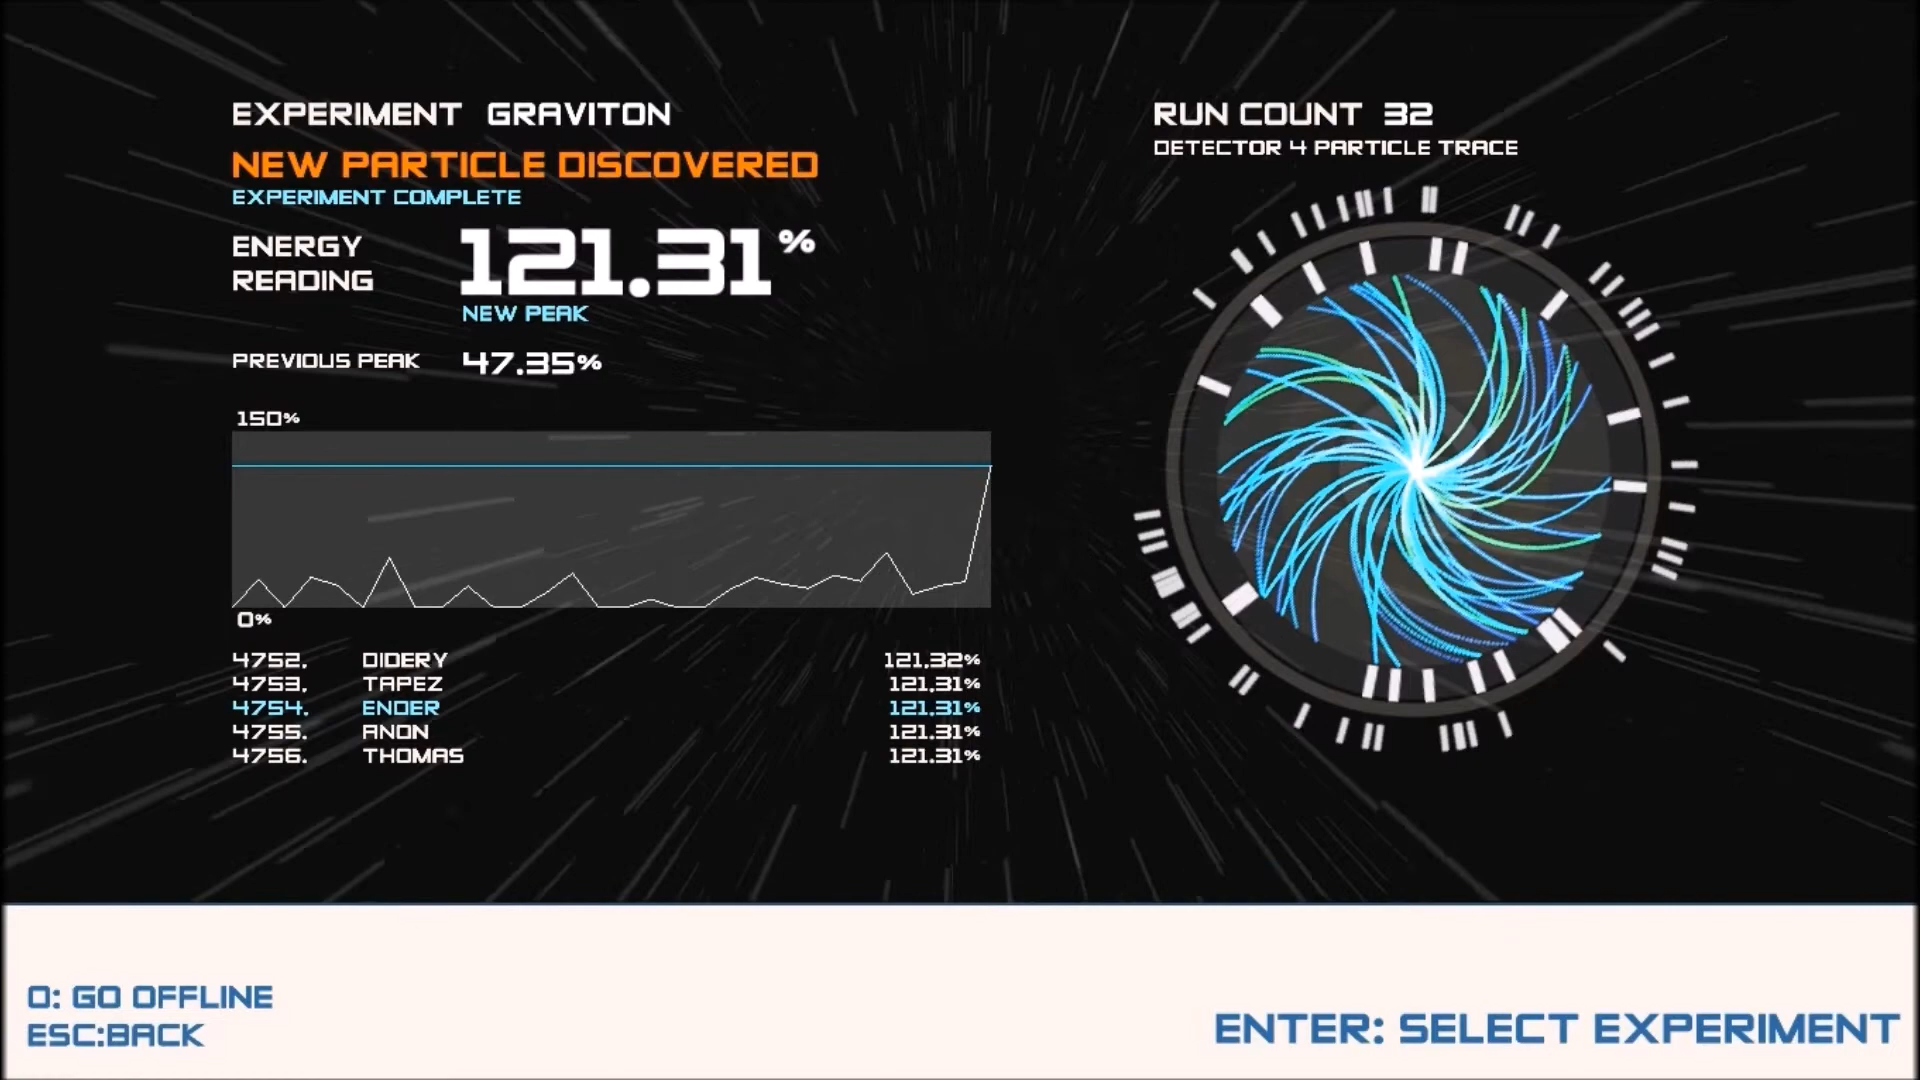 EXPERIMENT GRAVITON
NEW PARTICLE DISCOVERED
EXPERIMENT COMPLETE
ENERGY READING 121.31%
NEW PEAK
PREVIOUS PEAK 47.35%
150%
0%
4752. DIDERY 121.32%
4753. TAPEZ 121.31%
4754. ENDER 121.31%
4755. ANON 121.31%
4756. THOMAS 121.31%
RUN COUNT 32
DETECTOR 4 PARTICLE TRACE
O: GO OFFLINE
ESC:BACK
ENTER: SELECT EXPERIMENT